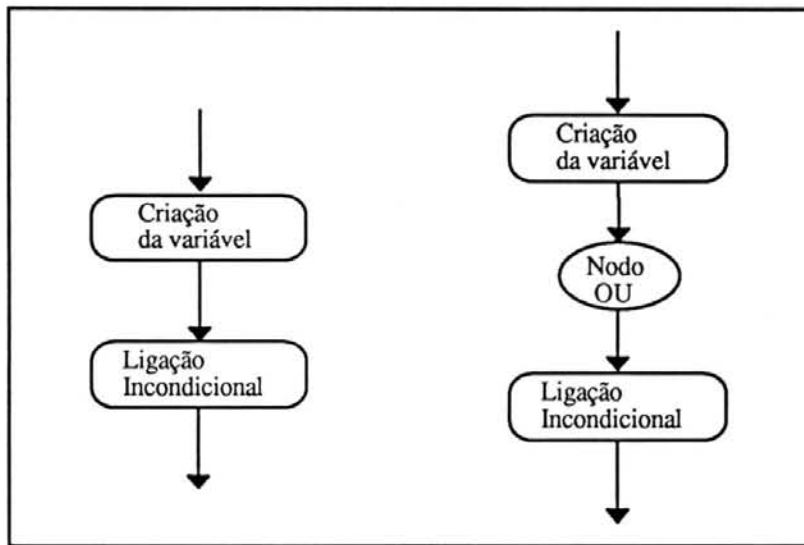 Criação
da variável
Ligação
Incondicional
Criação
da variável
Nodo
OU
Ligação
Incondicional